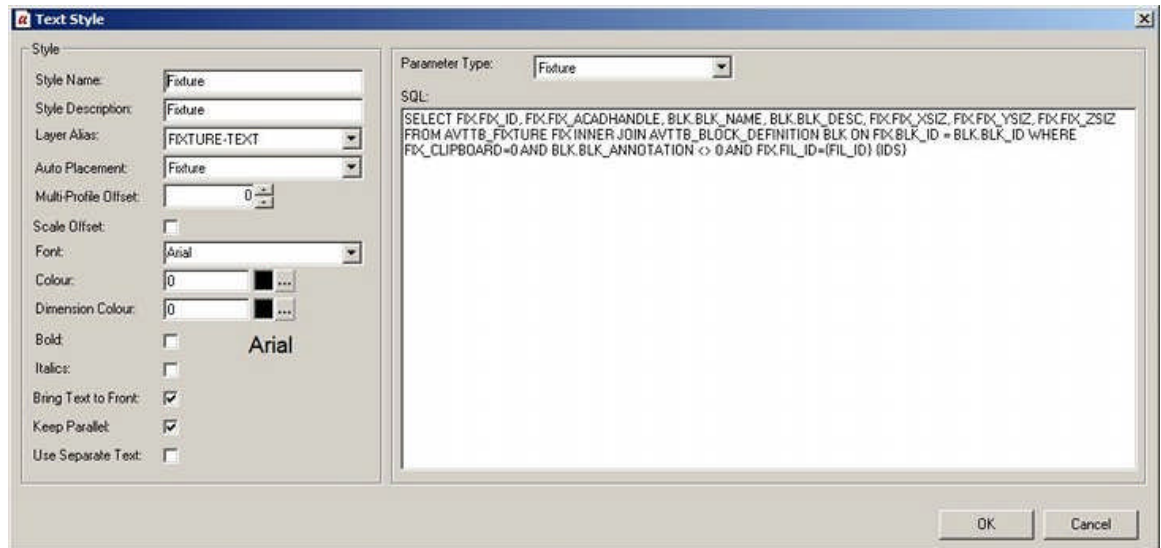 Text Style
Style
Style Name: Fixture
Style Description: Fixture
Layer Alias: FIXTURE-TEXT
Auto Placement: Fixture
Multi-Profile Offset: 0
Scale Offset:
Font: Arial
Colour: 0 ...
Dimension Colour: 0 ...
Bold:
Arial
Italics:
Bring Text to Front:
Keep Parallel:
Use Separate Text:
Parameter Type: Fixture
SQL:
SELECT FIX.FIX_ID, FIX.FIX_ACADHANDLE, BLK.BLK_NAME, BLK.BLK_DESC, FIX.FIX_XSIZ, FIX.FIX_YSIZ, FIX.FIX_ZSIZ
FROM AVTTB_FIXTURE FIX INNER JOIN AVTTB_BLOCK_DEFINITION BLK ON FIX.BLK_ID = BLK.BLK_ID WHERE
FIX_CLIPBOARD=0 AND BLK.BLK_ANNOTATION <> 0 AND FIX.FIL_ID={FIL_ID} {IDS}
OK
Cancel